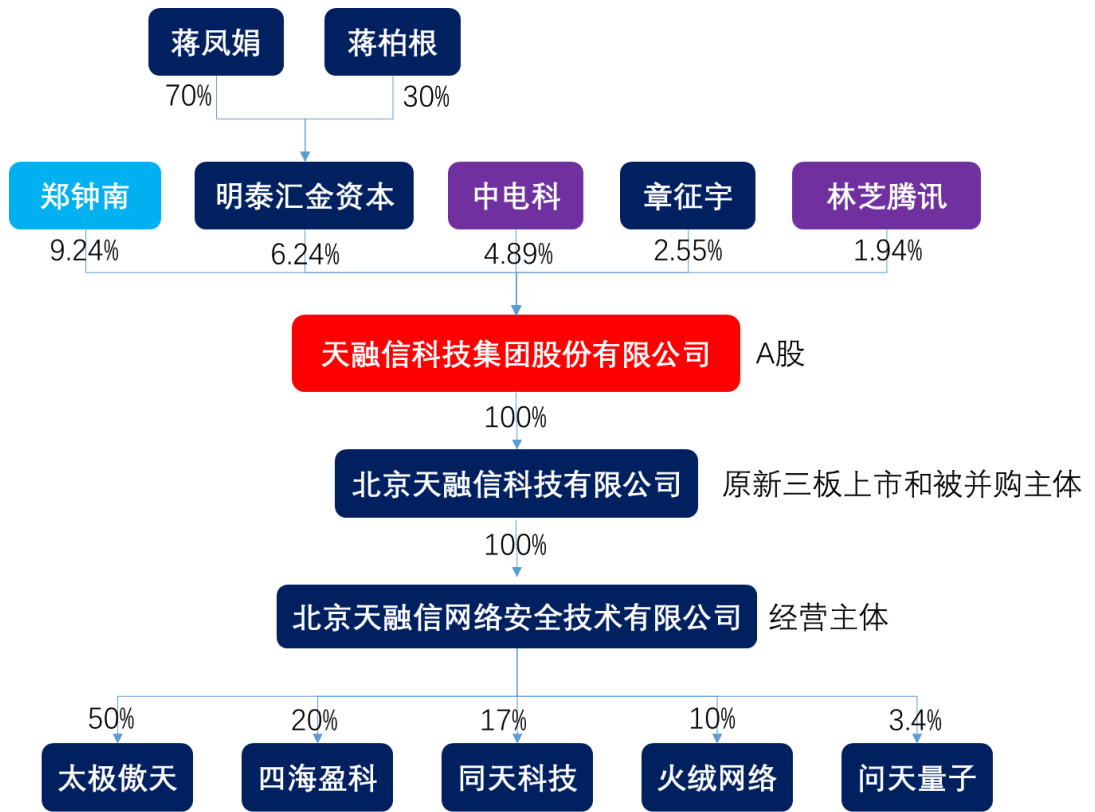 蒋凤娟
蒋柏根
70%
30%
郑钟南
明泰汇金资本
中电科
章征宇
林芝腾讯
9.24%
6.24%
4.89%
2.55%
1.94%
天融信科技集团股份有限公司
A股
100%
北京天融信科技有限公司
原新三板上市和被并购主体
100%
北京天融信网络安全技术有限公司
经营主体
50%
20%
17%
10%
3.4%
太极傲天
四海盈科
同天科技
火绒网络
问天量子